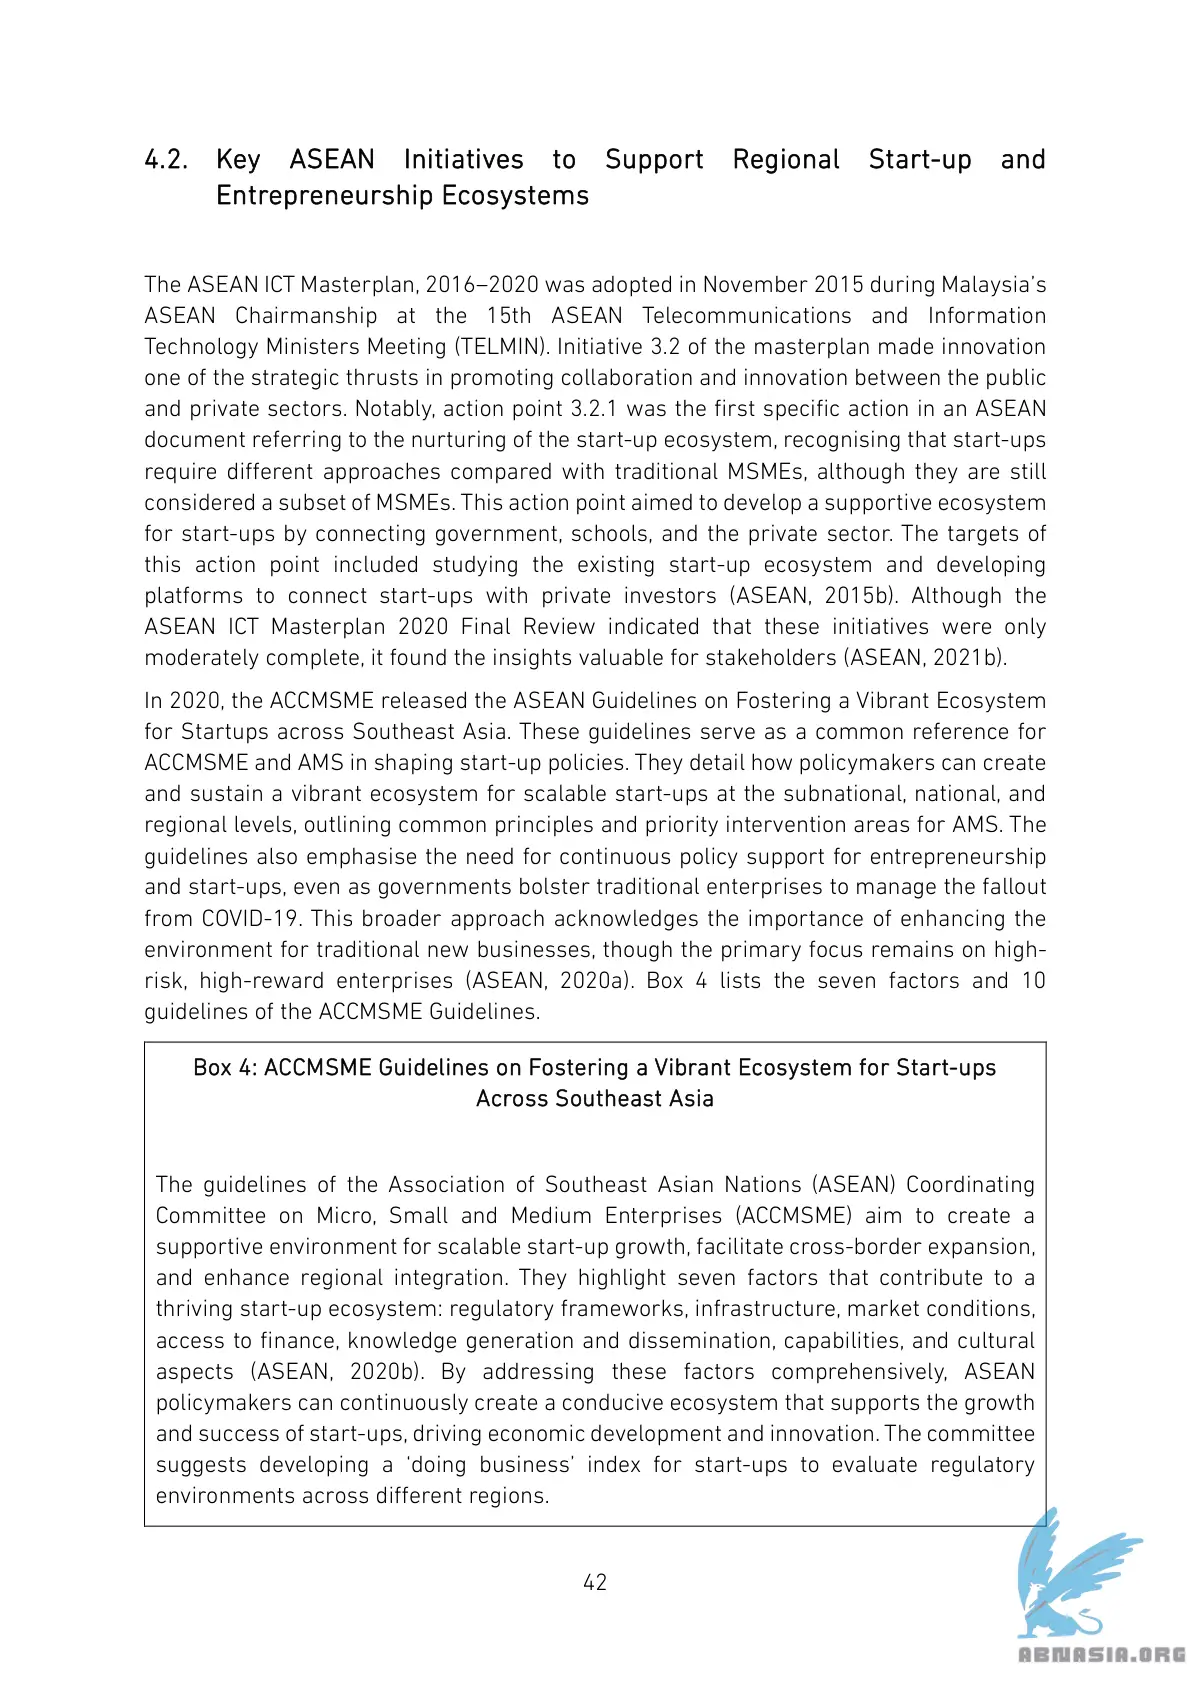 4.2. Key ASEAN Initiatives to Support Regional Start-up and
Entrepreneurship Ecosystems
The ASEAN ICT Masterplan, 2016–2020 was adopted in November 2015 during Malaysia's
ASEAN Chairmanship at the 15th ASEAN Telecommunications and Information
Technology Ministers Meeting (TELMIN). Initiative 3.2 of the masterplan made innovation
one of the strategic thrusts in promoting collaboration and innovation between the public
and private sectors. Notably, action point 3.2.1 was the first specific action in an ASEAN
document referring to the nurturing of the start-up ecosystem, recognising that start-ups
require different approaches compared with traditional MSMEs, although they are still
considered a subset of MSMEs. This action point aimed to develop a supportive ecosystem
for start-ups by connecting government, schools, and the private sector. The targets of
this action point included studying the existing start-up ecosystem and developing
platforms to connect start-ups with private investors (ASEAN, 2015b). Although the
ASEAN ICT Masterplan 2020 Final Review indicated that these initiatives were only
moderately complete, it found the insights valuable for stakeholders (ASEAN, 2021b).
In 2020, the ACCMSME released the ASEAN Guidelines on Fostering a Vibrant Ecosystem
for Startups across Southeast Asia. These guidelines serve as a common reference for
ACCMSME and AMS in shaping start-up policies. They detail how policymakers can create
and sustain a vibrant ecosystem for scalable start-ups at the subnational, national, and
regional levels, outlining common principles and priority intervention areas for AMS. The
guidelines also emphasise the need for continuous policy support for entrepreneurship
and start-ups, even as governments bolster traditional enterprises to manage the fallout
from COVID-19. This broader approach acknowledges the importance of enhancing the
environment for traditional new businesses, though the primary focus remains on high-
risk, high-reward enterprises (ASEAN, 2020a). Box 4 lists the seven factors and 10
guidelines of the ACCMSME Guidelines.
Box 4: ACCMSME Guidelines on Fostering a Vibrant Ecosystem for Start-ups
Across Southeast Asia
The guidelines of the Association of Southeast Asian Nations (ASEAN) Coordinating
Committee on Micro, Small and Medium Enterprises (ACCMSME) aim to create a
supportive environment for scalable start-up growth, facilitate cross-border expansion,
and enhance regional integration. They highlight seven factors that contribute to a
thriving start-up ecosystem: regulatory frameworks, infrastructure, market conditions,
access to finance, knowledge generation and dissemination, capabilities, and cultural
aspects (ASEAN, 2020b). By addressing these factors comprehensively, ASEAN
policymakers can continuously create a conducive ecosystem that supports the growth
and success of start-ups, driving economic development and innovation. The committee
suggests developing a 'doing business' index for start-ups to evaluate regulatory
environments across different regions.
42
ABNASIA.ORG